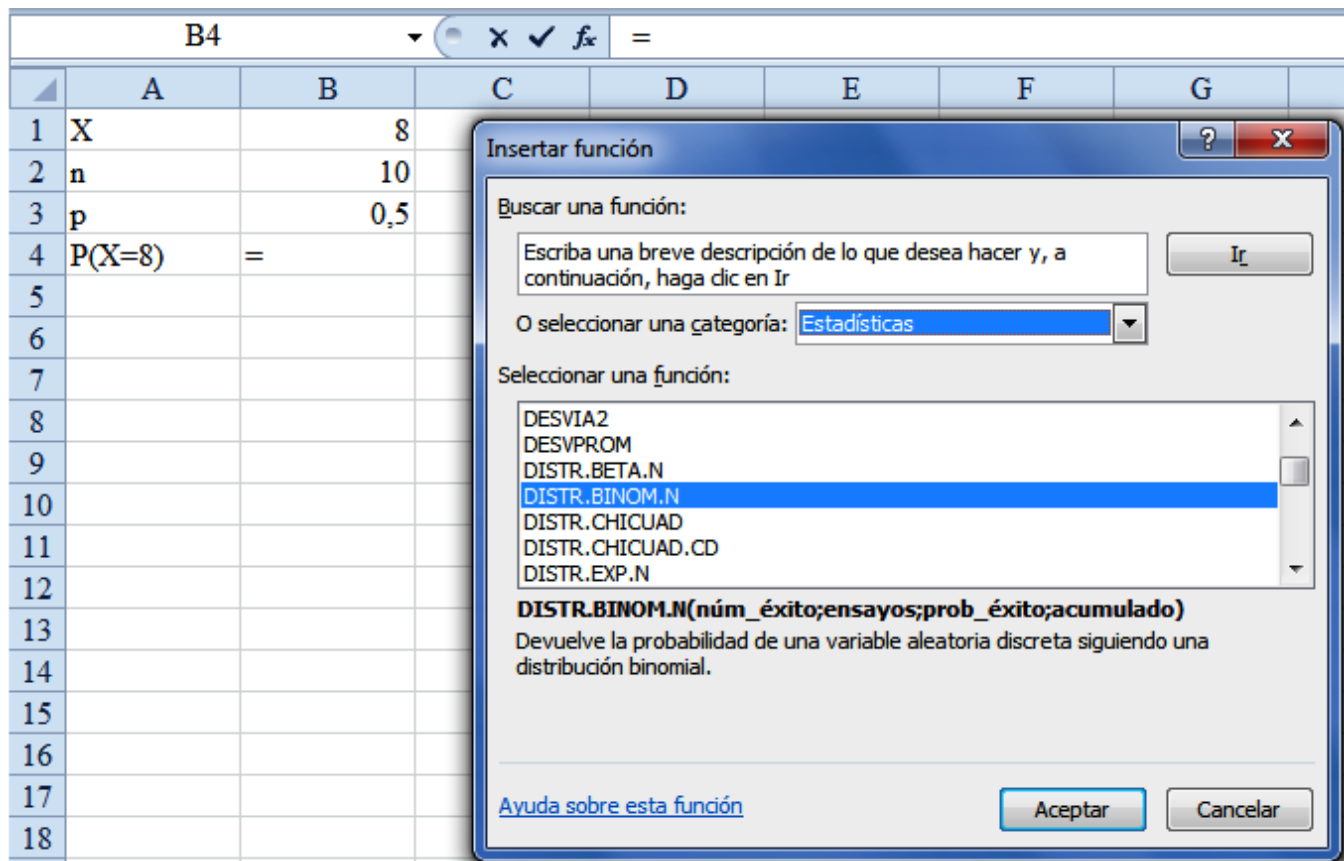 B4 fx =
A B C D E F G
1 X 8
2 n 10
3 p 0,5
4 P(X=8) =
5
6
7
8
9
10
11
12
13
14
15
16
17
18
Insertar función
?
X
Buscar una función:
Escriba una breve descripción de lo que desea hacer y, a
continuación, haga clic en Ir
Ir
O seleccionar una categoría: Estadísticas
Seleccionar una función:
DESVIA2
DESVPROM
DISTR.BETA.N
DISTR.BINOM.N
DISTR.CHICUAD
DISTR.CHICUAD.CD
DISTR.EXP.N
DISTR.BINOM.N(núm_éxito;ensayos;prob_éxito;acumulado)
Devuelve la probabilidad de una variable aleatoria discreta siguiendo una
distribución binomial.
Ayuda sobre esta función
Aceptar
Cancelar